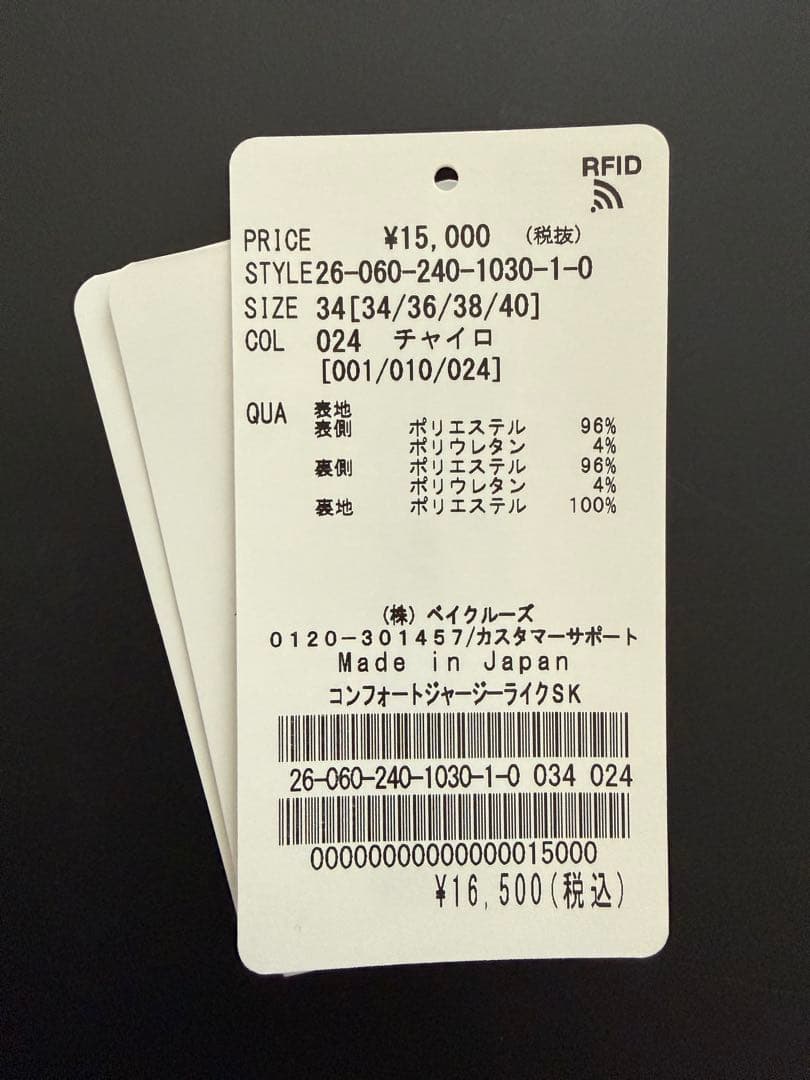 RFID
PRICE ¥15,000 (税抜)
STYLE26-060-240-1030-1-0
SIZE 34[34/36/38/40]
COL 024 チャイロ
[001/010/024]
QUA 表地
表側 ポリエステル 96%
ポリウレタン 4%
裏側 ポリエステル 96%
ポリウレタン 4%
裏地 ポリエステル 100%
(株) ベイクルーズ
0120-301457/カスタマーサポート
Made in Japan
コンフォートジャージーライクSK
26-060-240-1030-1-0 034 024
00000000000000015000
¥16,500(税込)